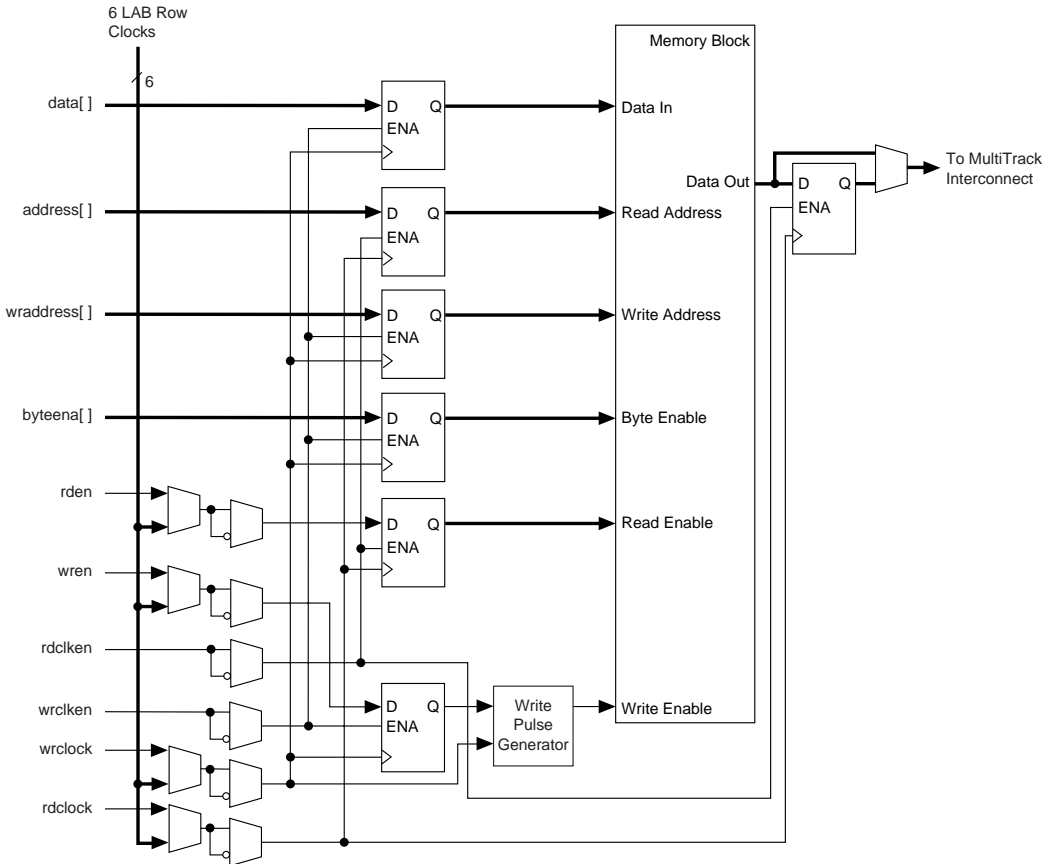 6 LAB Row
Clocks
6
Memory Block
data[ ]
D Q
ENA
Data In
To MultiTrack
Interconnect
Data Out
D Q
ENA
address[ ]
D Q
ENA
Read Address
wraddress[ ]
D Q
ENA
Write Address
byteena[ ]
D Q
ENA
Byte Enable
rden
D Q
ENA
Read Enable
wren
rdclken
wrclken
D Q
ENA
Write
Pulse
Generator
Write Enable
wrclock
rdclock